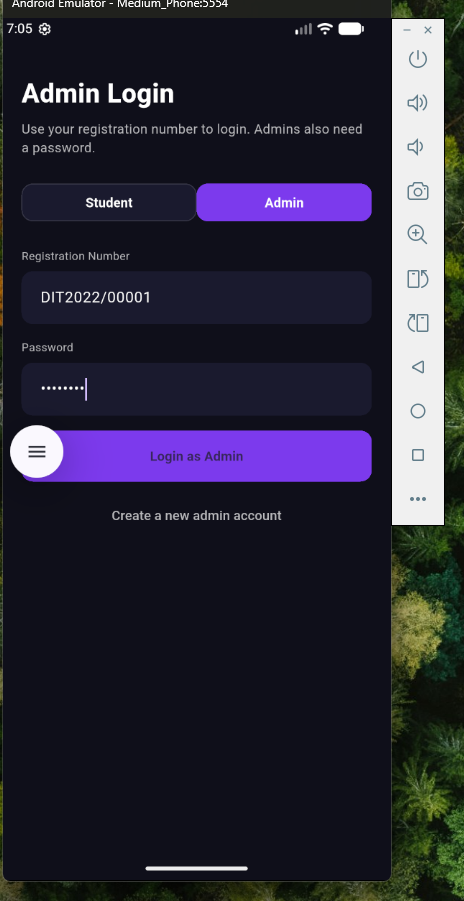 Android Emulator - Medium_Phone:5554
7:05
Admin Login
Use your registration number to login. Admins also need
a password.
Student
Admin
Registration Number
DIT2022/00001
Password
••••••••
Login as Admin
Create a new admin account